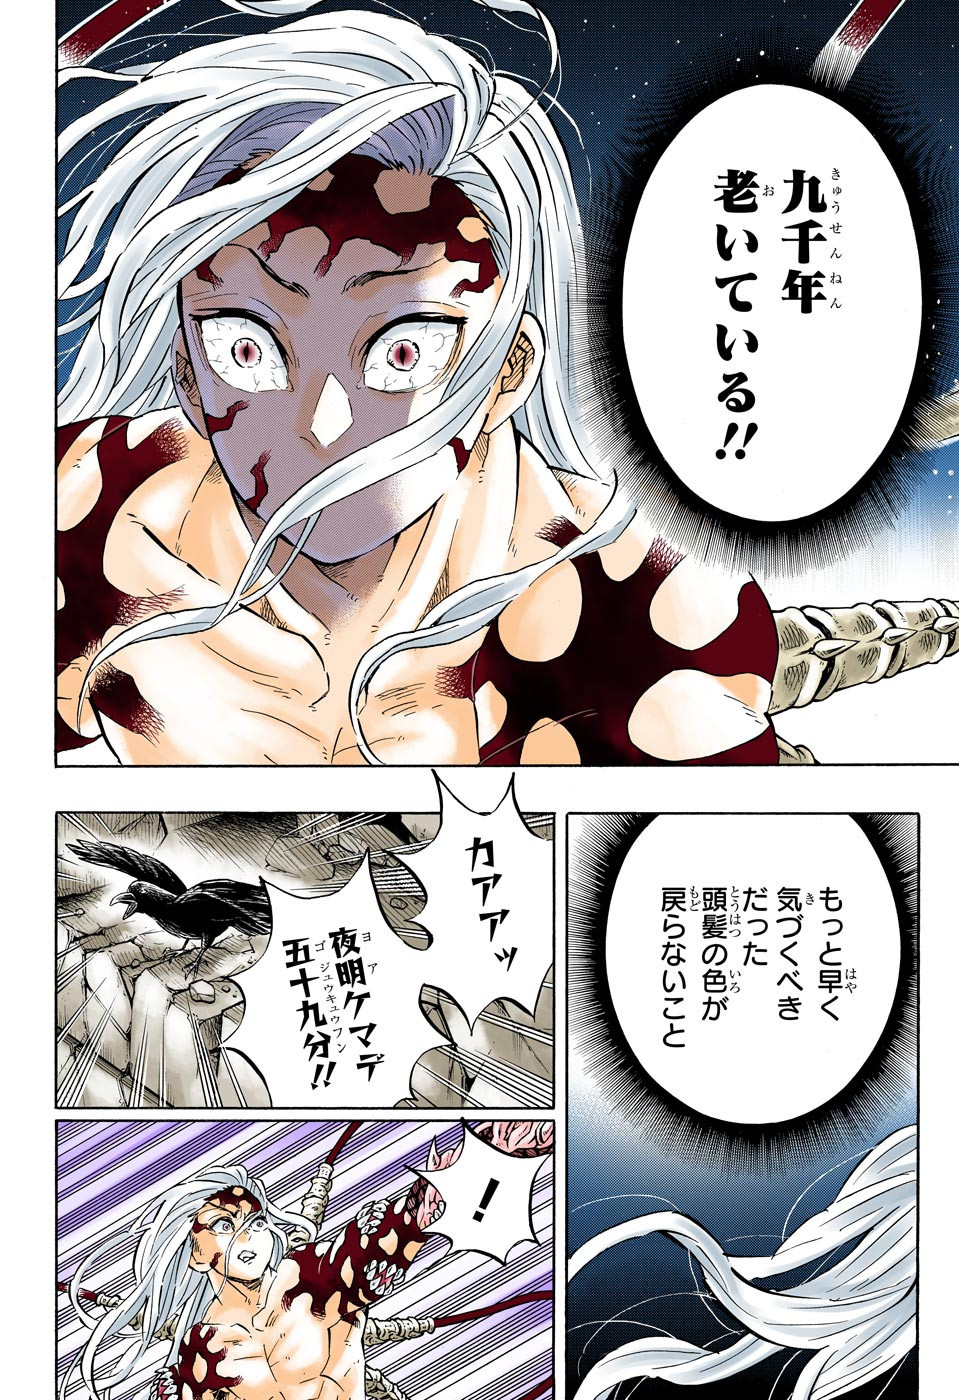 九千年
老いている!!
もっと早く
気づくべき
だった
頭髪の色が
戻らないこと
カアアッ
夜明ケマデ
五十九分!!
!